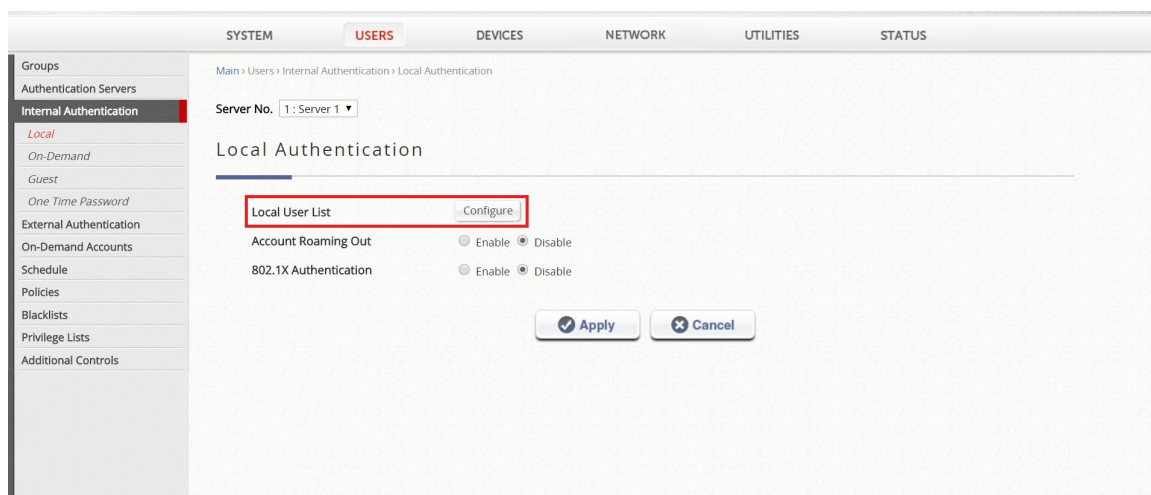 SYSTEM USERS DEVICES NETWORK UTILITIES STATUS
Groups
Authentication Servers
Internal Authentication
Local
On-Demand
Guest
One Time Password
External Authentication
On-Demand Accounts
Schedule
Policies
Blacklists
Privilege Lists
Additional Controls
Main › Users › Internal Authentication › Local Authentication
Server No. 1 : Server 1
Local Authentication
Local User List Configure
Account Roaming Out Enable Disable
802.1X Authentication Enable Disable
Apply Cancel